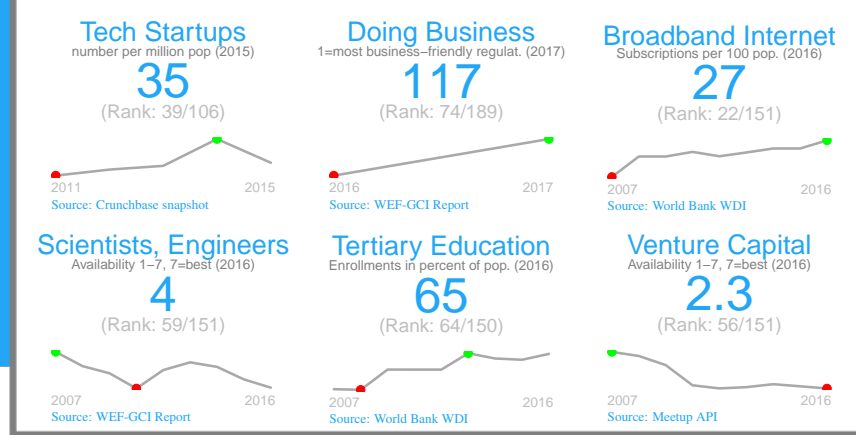 Tech Startups
number per million pop (2015)
35
(Rank: 39/106)
2011 2015
Source: Crunchbase snapshot
Doing Business
1=most business−friendly regulat. (2017)
117
(Rank: 74/189)
2016 2017
Source: WEF-GCI Report
Broadband Internet
Subscriptions per 100 pop. (2016)
27
(Rank: 22/151)
2007 2016
Source: World Bank WDI
Scientists, Engineers
Availability 1−7, 7=best (2016)
4
(Rank: 59/151)
2007 2016
Source: WEF-GCI Report
Tertiary Education
Enrollments in percent of pop. (2016)
65
(Rank: 64/150)
2007 2016
Source: World Bank WDI
Venture Capital
Availability 1−7, 7=best (2016)
2.3
(Rank: 56/151)
2007 2016
Source: Meetup API